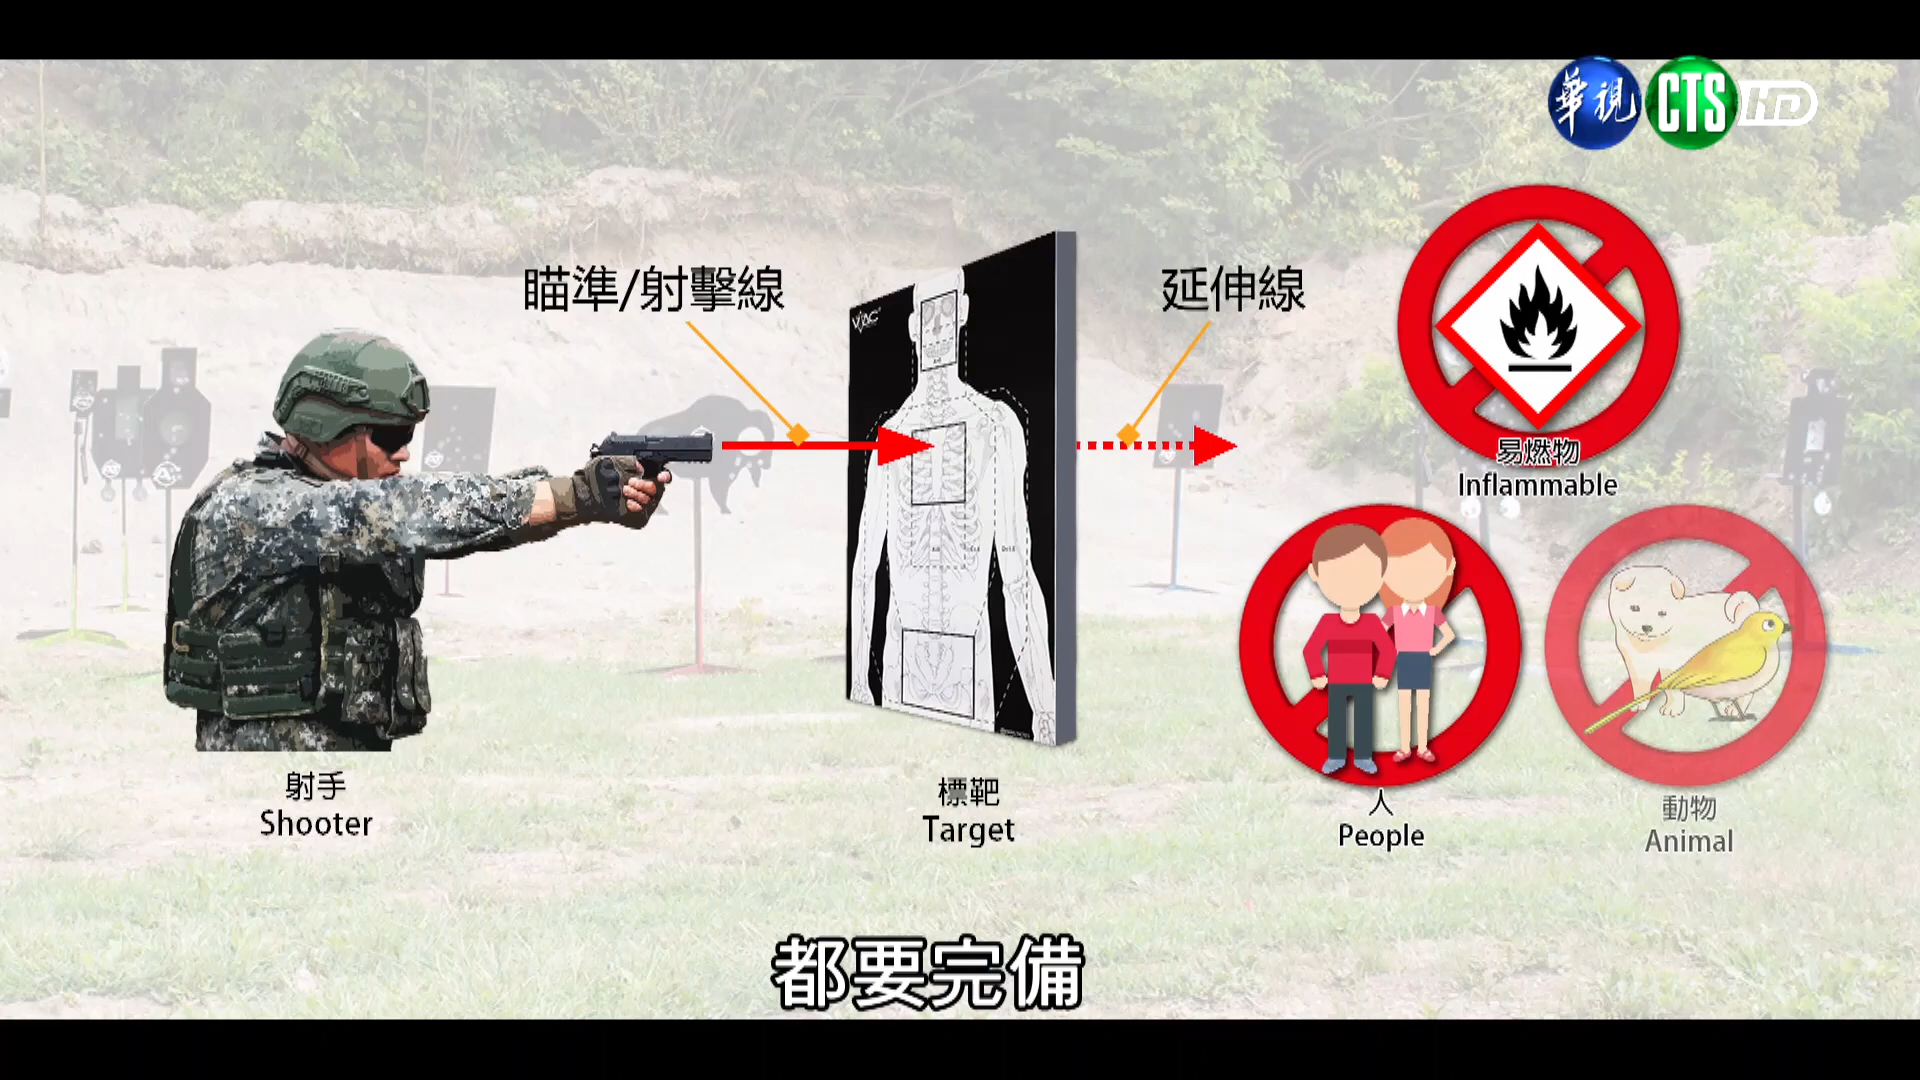 華視 CTS HD
瞄準/射擊線
延伸線
易燃物
Inflammable
射手
Shooter
標靶
Target
人
People
動物
Animal
都要完備